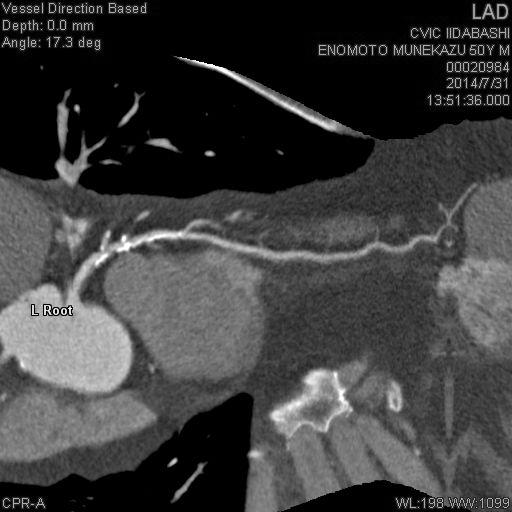 Vessel Direction Based
Depth: 0.0 mm
Angle: 17.3 deg
LAD
CVIC IIDABASHI
ENOMOTO MUNEKAZU 50Y M
00020984
2014/7/31
13:51:36.000
L Root
CPR-A
WL:198 WW:1099